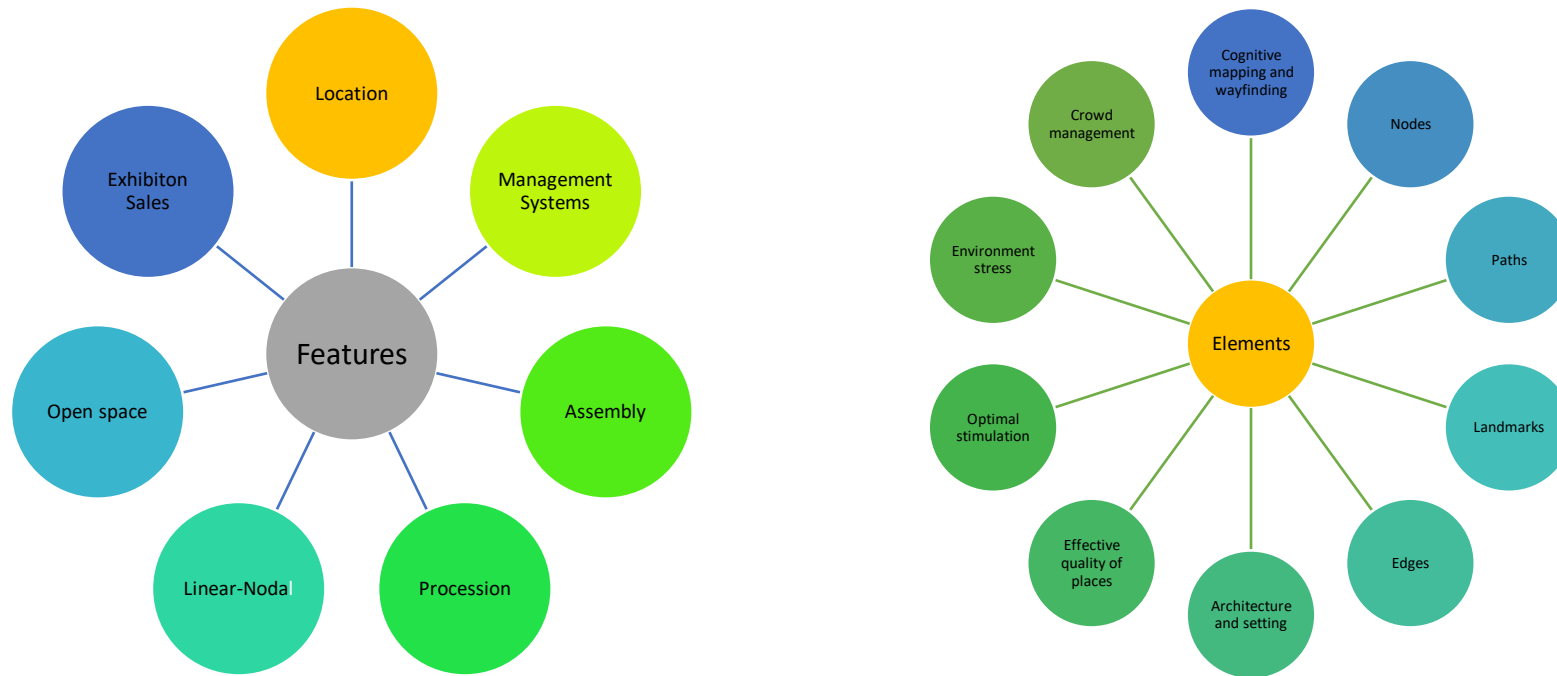 Features
Location
Management
Systems
Assembly
Procession
Linear-Nodal
Open space
Exhibiton
Sales
Elements
Cognitive
mapping and
wayfinding
Nodes
Paths
Landmarks
Edges
Architecture
and setting
Effective
quality of
places
Optimal
stimulation
Environment
stress
Crowd
management